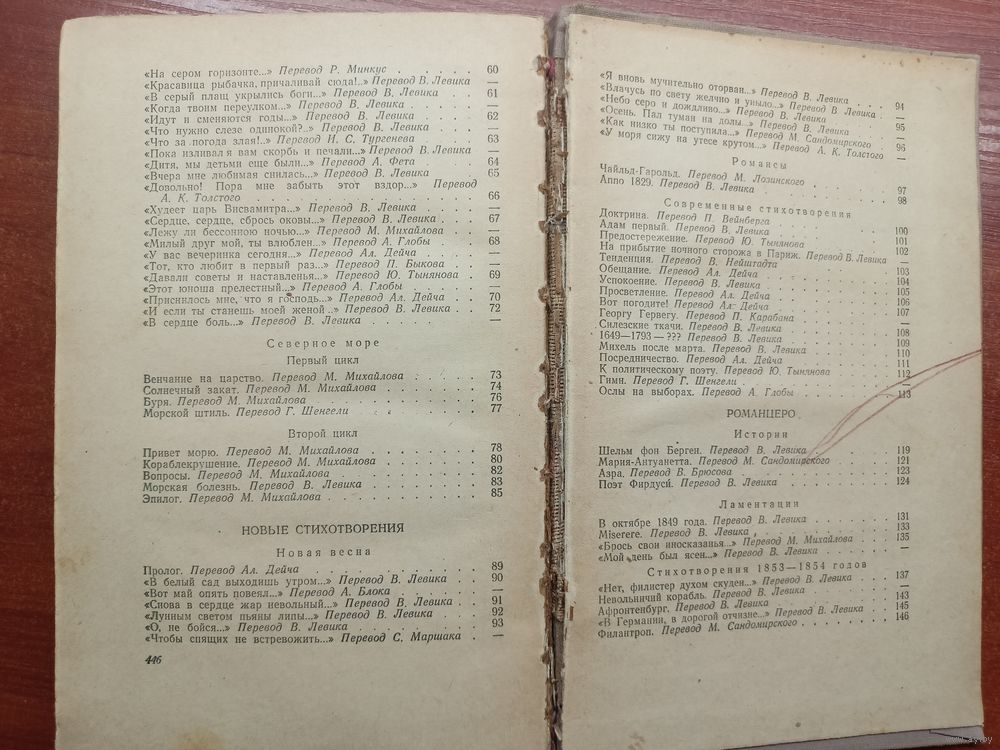 «На сером горизонте...» Перевод Р. Минкус . . . . . 60
«Красавица рыбачка, причаливай сюда!..» Перевод В. Левика —
«В серый плащ укрылись боги...» Перевод В. Левика . . . 61
«Когда твоим переулком...» Перевод В. Левика . . . . . —
«Идут и сменяются годы...» Перевод В. Левика . . . . 62
«Что нужно слезе одинокой?..» Перевод В. Левика . . . —
«Что за погода злая!..» Перевод Н. С. Тургенева . . . 63
«Пока изливал я вам скорбь и печали...» Перевод В. Левика —
«Дитя, мы детьми еще были...» Перевод А. Фета . . . . 64
«Вчера мне любимая снилась...» Перевод В. Левика . . . 65
«Довольно! Пора мне забыть этот вздор...» Перевод
А. К. Толстого . . . . . . . . . . . 66
«Худеет царь Висвамитра...» Перевод В. Левика . . . . —
«Сердце, сердце, сбрось оковы...» Перевод В. Левика . . . 67
«Лежу ли бессонною ночью...» Перевод М. Михайлова . . . —
«Милый друг мой, ты влюблен...» Перевод А. Глобы . . . 68
«У вас вечеринка сегодня...» Перевод Ал. Дейча . . . . —
«Тот, кто любит в первый раз...» Перевод П. Быкова . . . —
«Давали советы и наставленья...» Перевод Ю. Тынянова . . 69
«Этот юноша прелестный...» Перевод А. Глобы . . . . . —
«Приснилось мне, что я господь...» Перевод Ал. Дейча . . . 70
«И если ты станешь моей женой..» Перевод В. Левика . . . 72
«В сердце боль...» Перевод В. Левика . . . . . . —
Северное море
Первый цикл
Венчание на царство. Перевод М. Михайлова . . . . . 73
Солнечный закат. Перевод М. Михайлова . . . . . . 74
Буря. Перевод М. Михайлова . . . . . . . . . 76
Морской штиль. Перевод Г. Шенгели . . . . . . . 77
Второй цикл
Привет морю. Перевод М. Михайлова . . . . . . . 78
Кораблекрушение. Перевод М. Михайлова . . . . . . 80
Вопросы. Перевод М. Михайлова . . . . . . . . 82
Морская болезнь. Перевод В. Левика . . . . . . . 83
Эпилог. Перевод М. Михайлова . . . . . . . . . 85
НОВЫЕ СТИХОТВОРЕНИЯ
Новая весна
Пролог. Перевод Ал. Дейча . . . . . . . . . . 89
«В белый сад выходишь утром...» Перевод В. Левика . . 90
«Вот май опять повеял...» Перевод А. Блока . . . . . —
«Снова в сердце жар невольный...» Перевод В. Левика . . 91
«Лунным светом пьяны липы...» Перевод В. Левика . . . 92
«О, не бойся...» Перевод В. Левика . . . . . . . . 93
«Чтобы спящих не встревожить...» Перевод С. Маршака . —
446
«Я вновь мучительно оторван...» Перевод В. Левика . . . 94
«Влачусь по свету желчно и уныло...» Перевод В. Левика . —
«Небо серо и дождливо...» Перевод В. Левика . . . . 95
«Осень. Пал туман на долы...» Перевод В. Левика . . . —
«Как низко ты поступила...» Перевод М. Сандомирского . 96
«У моря сижу на утесе крутом...» Перевод А. К. Толстого —
Романсы
Чайльд-Гарольд. Перевод М. Лозинского . . . . . . 97
Anno 1829. Перевод В. Левика . . . . . . . . . 98
Современные стихотворения
Доктрина. Перевод П. Вейнберга . . . . . . . . 100
Адам первый. Перевод В. Левика . . . . . . . . 101
Предостережение. Перевод Ю. Тынянова . . . . . . 102
На прибытие ночного сторожа в Париж. Перевод В. Левика —
Тенденция. Перевод В. Нейштадта . . . . . . . . 103
Обещание. Перевод Ал. Дейча . . . . . . . . . 104
Успокоение. Перевод В. Левика . . . . . . . . . 105
Просветление. Перевод Ал. Дейча . . . . . . . . 106
Вот погодите! Перевод Ал. Дейча . . . . . . . . 107
Георгу Гервегу. Перевод П. Карабана . . . . . . . —
Силезские ткачи. Перевод В. Левика . . . . . . . 108
1649—1793 — ??? Перевод В. Левика . . . . . . . 109
Михель после марта. Перевод В. Левика . . . . . . 110
Посредничество. Перевод Ал. Дейча . . . . . . . 111
К политическому поэту. Перевод Ю. Тынянова . . . . 112
Гимн. Перевод Г. Шенгели . . . . . . . . . . —
Ослы на выборах. Перевод А. Глобы . . . . . . . 113
РОМАНЦЕРО
Истории
Шельм фон Берген. Перевод В. Левика . . . . . . 119
Мария-Антуанетта. Перевод М. Сандомирского . . . . 121
Азра. Перевод В. Брюсова . . . . . . . . . . 123
Поэт Фирдуси. Перевод В. Левика . . . . . . . . 124
Ламентации
В октябре 1849 года. Перевод В. Левика . . . . . . 131
Miserere. Перевод В. Левика . . . . . . . . . 133
«Брось свои иносказанья...» Перевод М. Михайлова . . . 135
«Мой день был ясен...» Перевод В. Левика . . . . . —
Стихотворения 1853—1854 годов
«Нет, филистер духом скуден...» Перевод В. Левика . . . 137
Невольничий корабль. Перевод В. Левика . . . . . . —
Афронтенбург. Перевод В. Левика . . . . . . . . 143
«В Германии, в дорогой отчизне...» Перевод В. Левика . . 145
Филантроп. Перевод М. Сандомирского . . . . . . . 146